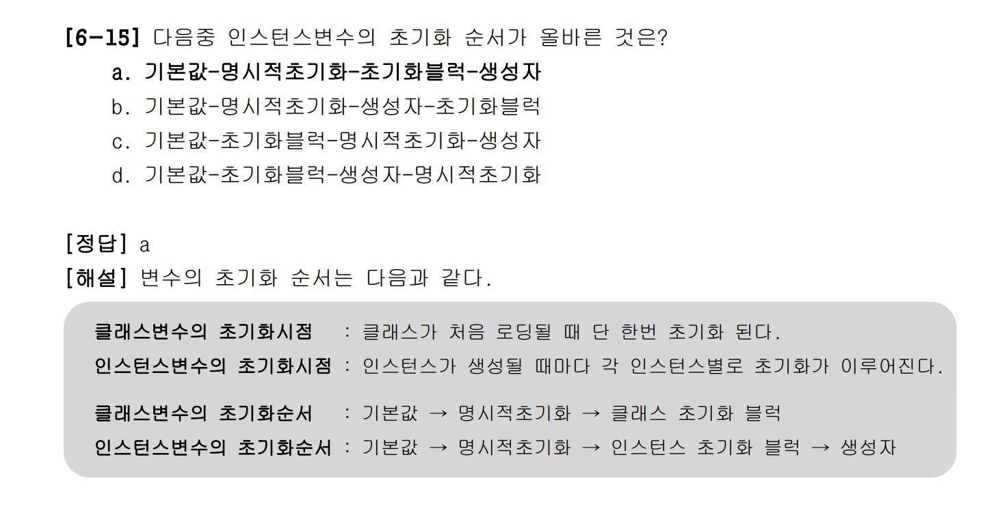 [6-15] 다음중 인스턴스변수의 초기화 순서가 올바른 것은?
a. 기본값-명시적초기화-초기화블럭-생성자
b. 기본값-명시적초기화-생성자-초기화블럭
c. 기본값-초기화블럭-명시적초기화-생성자
d. 기본값-초기화블럭-생성자-명시적초기화
[정답] a
[해설] 변수의 초기화 순서는 다음과 같다.
클래스변수의 초기화시점 : 클래스가 처음 로딩될 때 단 한번 초기화 된다.
인스턴스변수의 초기화시점 : 인스턴스가 생성될 때마다 각 인스턴스별로 초기화가 이루어진다.
클래스변수의 초기화순서 : 기본값 → 명시적초기화 → 클래스 초기화 블럭
인스턴스변수의 초기화순서 : 기본값 → 명시적초기화 → 인스턴스 초기화 블럭 → 생성자